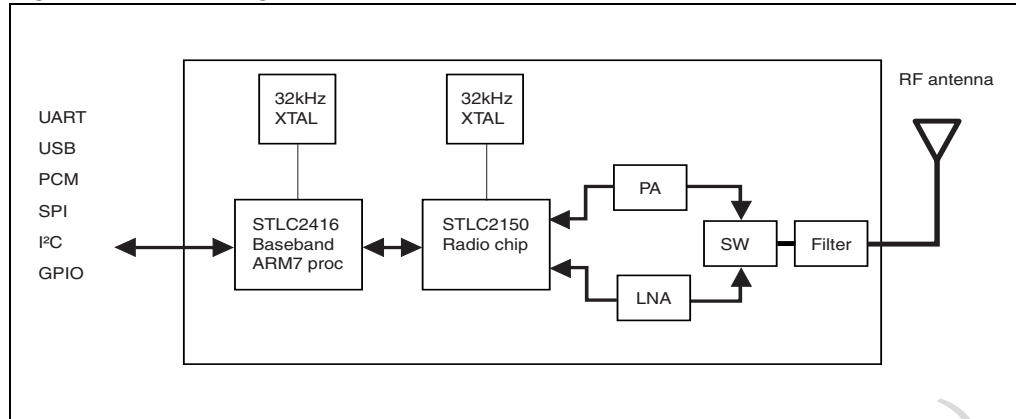 UART
USB
PCM
SPI
I²C
GPIO
32kHz
XTAL
32kHz
XTAL
STLC2416
Baseband
ARM7 proc
STLC2150
Radio chip
PA
LNA
SW
Filter
RF antenna